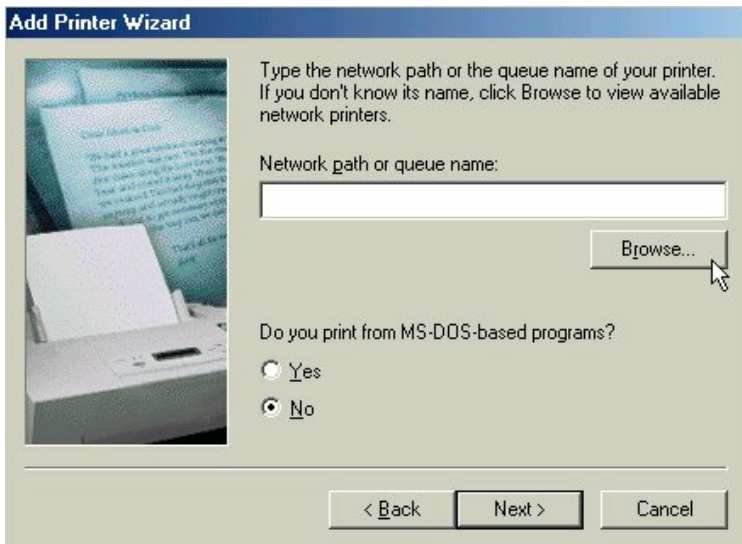 Add Printer Wizard
Type the network path or the queue name of your printer.
If you don't know its name, click Browse to view available
network printers.
Network path or queue name:
Browse...
Do you print from MS-DOS-based programs?
Yes
No
< Back Next > Cancel